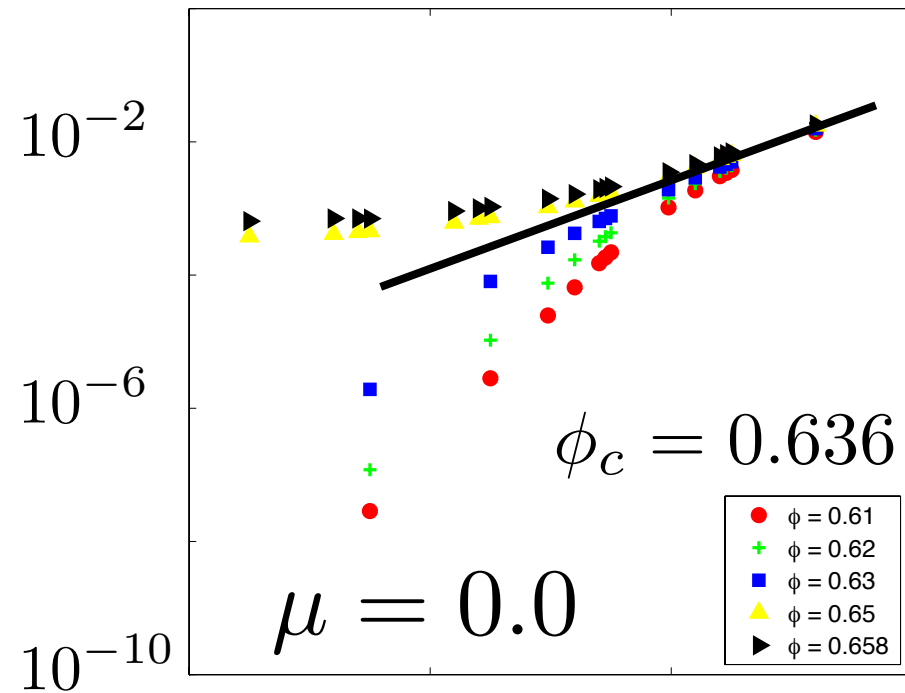 10⁻²
10⁻⁶
10⁻¹⁰
ϕ_c = 0.636
μ = 0.0
ϕ = 0.61
ϕ = 0.62
ϕ = 0.63
ϕ = 0.65
ϕ = 0.658